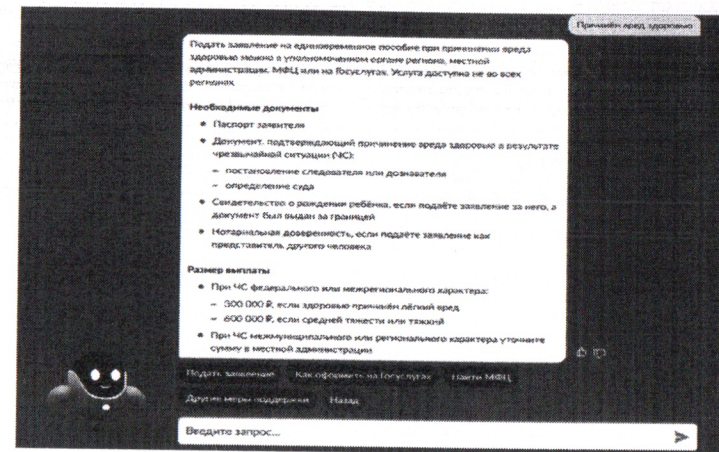 Причинён вред здоровью
Подать заявление на единовременное пособие при причинении вреда
здоровью можно в уполномоченном органе региона, местной
администрации, МФЦ или на Госуслугах. Услуга доступна не во всех
регионах
Необходимые документы
• Паспорт заявителя
• Документ, подтверждающий причинение вреда здоровью в результате
чрезвычайной ситуации (ЧС):
– постановление следователя или дознавателя
– определение суда
• Свидетельство о рождении ребёнка, если подаёте заявление за него, а
документ был выдан за границей
• Нотариальная доверенность, если подаёте заявление как
представитель другого человека
Размер выплаты
• При ЧС федерального или межрегионального характера:
– 300 000 ₽, если здоровью причинён лёгкий вред
– 600 000 ₽, если средней тяжести или тяжкий
• При ЧС межмуниципального или регионального характера уточните
сумму в местной администрации
Подать заявление Как оформить на Госуслугах Найти МФЦ
Другие меры поддержки Назад
Введите запрос...